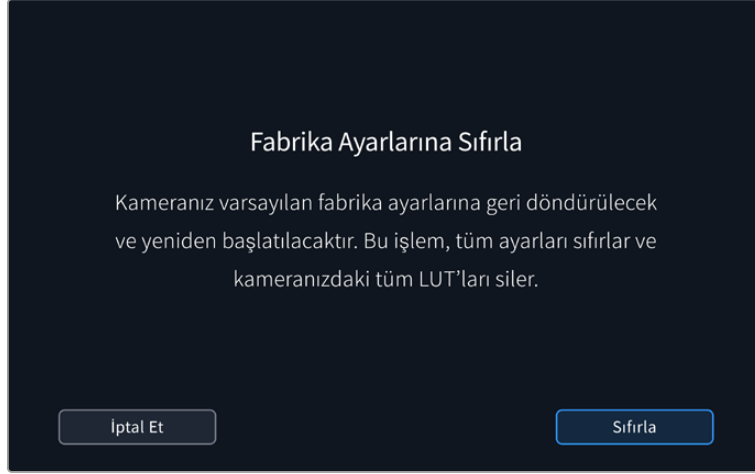 Fabrika Ayarlarına Sıfırla
Kameranız varsayılan fabrika ayarlarına geri döndürülecek
ve yeniden başlatılacaktır. Bu işlem, tüm ayarları sıfırlar ve
kameranızdaki tüm LUT’ları siler.
İptal Et
Sıfırla